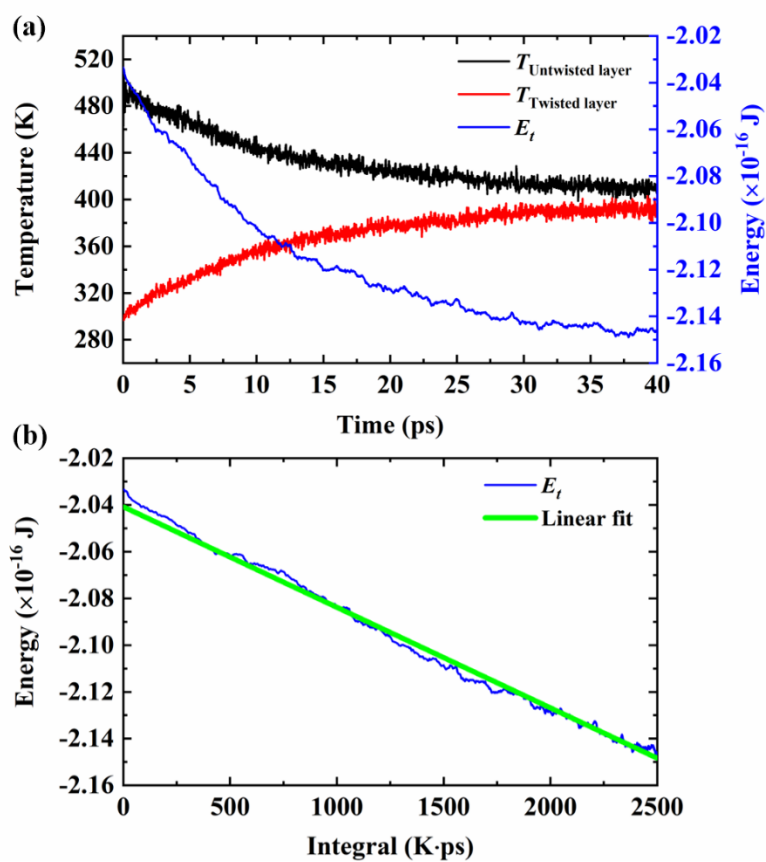 (a)
520
480
440
400
360
320
280
Temperature (K)
T Untwisted layer
T Twisted layer
E t
-2.02
-2.04
-2.06
-2.08
-2.10
-2.12
-2.14
-2.16
Energy (×10⁻¹⁶ J)
0 5 10 15 20 25 30 35 40
Time (ps)
(b)
-2.02
-2.04
-2.06
-2.08
-2.10
-2.12
-2.14
-2.16
Energy (×10⁻¹⁶ J)
E t
Linear fit
0 500 1000 1500 2000 2500
Integral (K·ps)